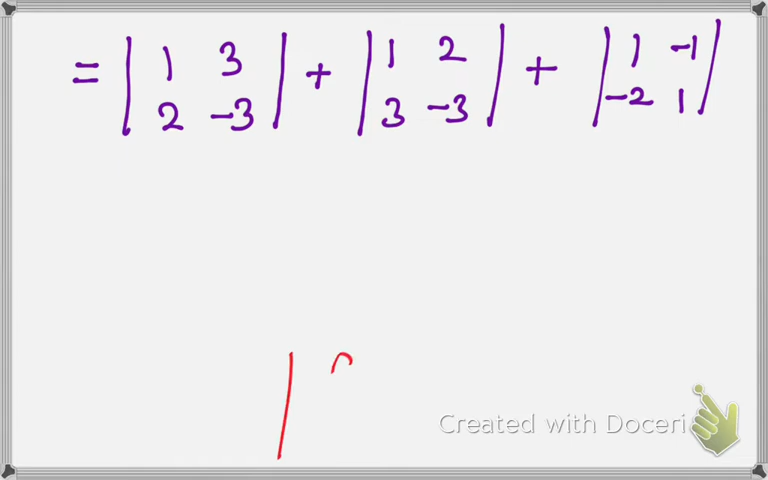 = | 1 3 | + | 1 2 | + | 1 -1 |
| 2 -3 | | 3 -3 | | -2 1 |
Created with Doceri